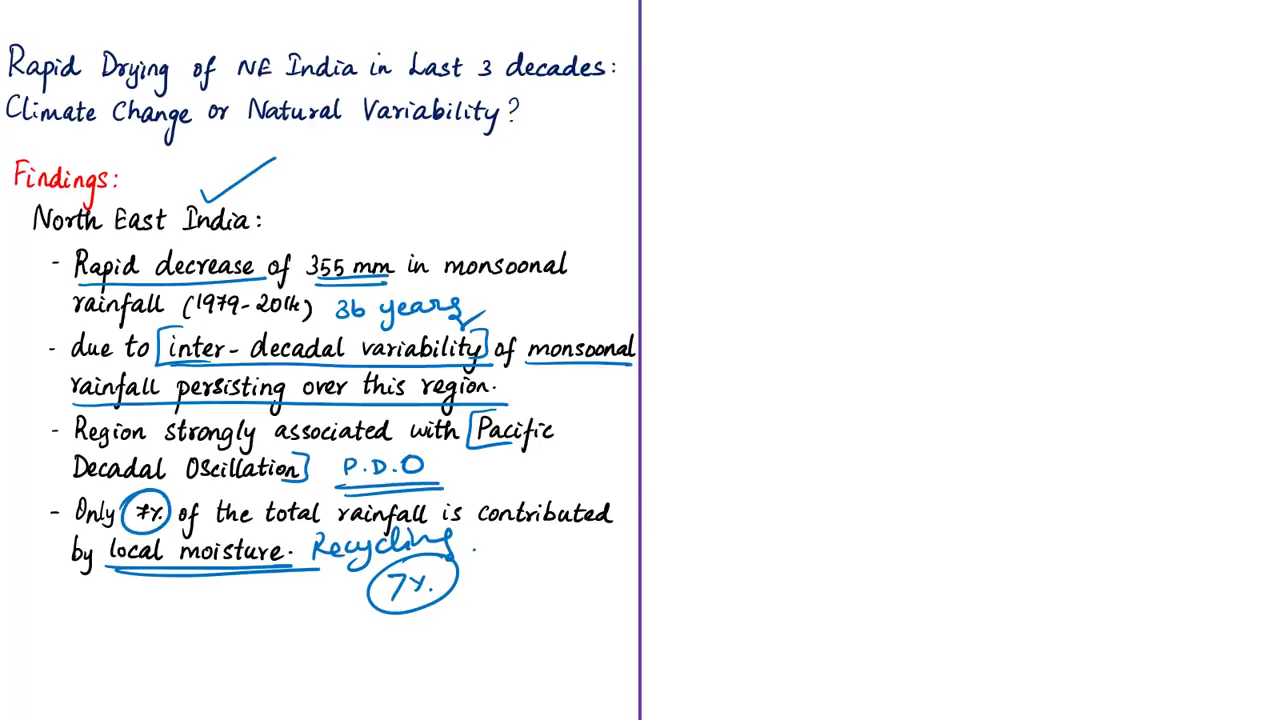 Rapid Drying of NE India in Last 3 decades:
Climate Change or Natural Variability?
Findings:
North East India:
- Rapid decrease of 355 mm in monsoonal
rainfall (1979-2014) 36 years
- due to [inter-decadal variability] of monsoonal
rainfall persisting over this region.
- Region strongly associated with [Pacific
Decadal Oscillation] P.D.O
- Only 7% of the total rainfall is contributed
by local moisture. Recycling.
7%.